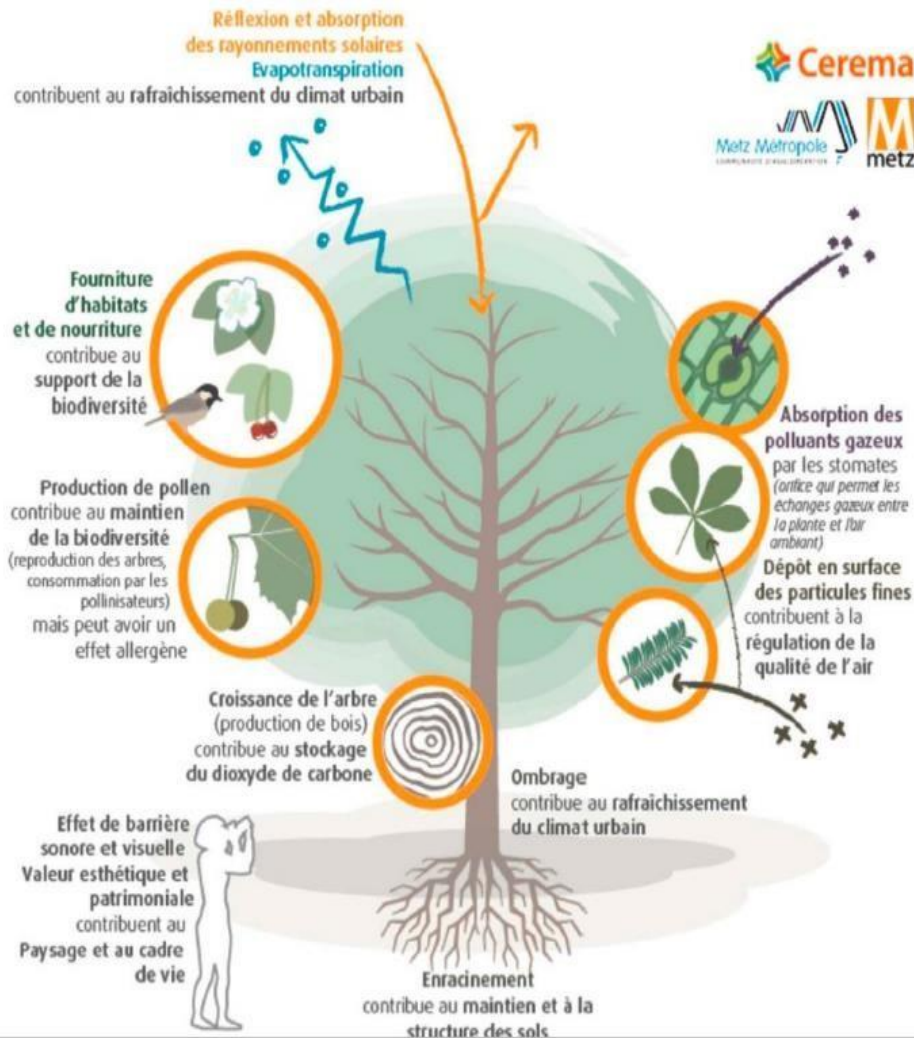 Réflexion et absorption
des rayonnements solaires
Evapotranspiration
contribuent au rafraîchissement du climat urbain
Cerema
Metz Métropole
COMMUNAUTÉ D'AGGLOMÉRATION
metz
Fourniture
d'habitats
et de nourriture
contribue au
support de la
biodiversité
Production de pollen
contribue au maintien
de la biodiversité
(reproduction des arbres,
consommation par les
pollinisateurs)
mais peut avoir un
effet allergène
Absorption des
polluants gazeux
par les stomates
(orifice qui permet les
échanges gazeux entre
la plante et l'air
ambiant)
Dépôt en surface
des particules fines
contribuent à la
régulation de la
qualité de l'air
Croissance de l'arbre
(production de bois)
contribue au stockage
du dioxyde de carbone
Ombrage
contribue au rafraîchissement
du climat urbain
Effet de barrière
sonore et visuelle
Valeur esthétique et
patrimoniale
contribuent au
Paysage et au cadre
de vie
Enracinement
contribue au maintien et à la
structure des sols